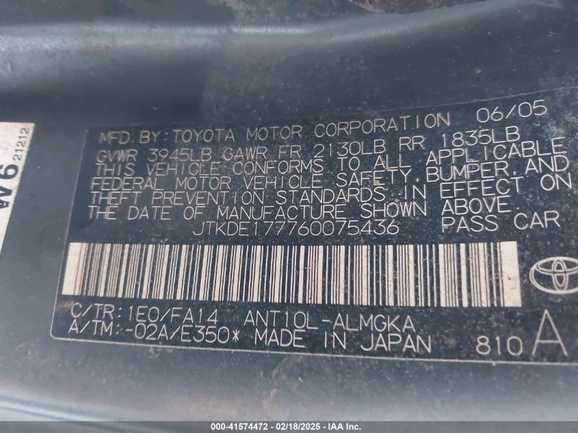 MFD.BY:TOYOTA MOTOR CORPORATION 06/05
GVWR 3945LB GAWR FR 2130LB RR 1835LB
THIS VEHICLE CONFORMS TO ALL APPLICABLE
FEDERAL MOTOR VEHICLE SAFETY,BUMPER,AND
THEFT PREVENTION STANDARDS IN EFFECT ON
THE DATE OF MANUFACTURE SHOWN ABOVE.
JTKDE177760075436 PASS CAR
C/TR:1E0/FA14 ANT10L-ALMGKA
A/TM:-02A/E350* MADE IN JAPAN 810 A
21212
000-41574472 - 02/18/2025 - IAA Inc.